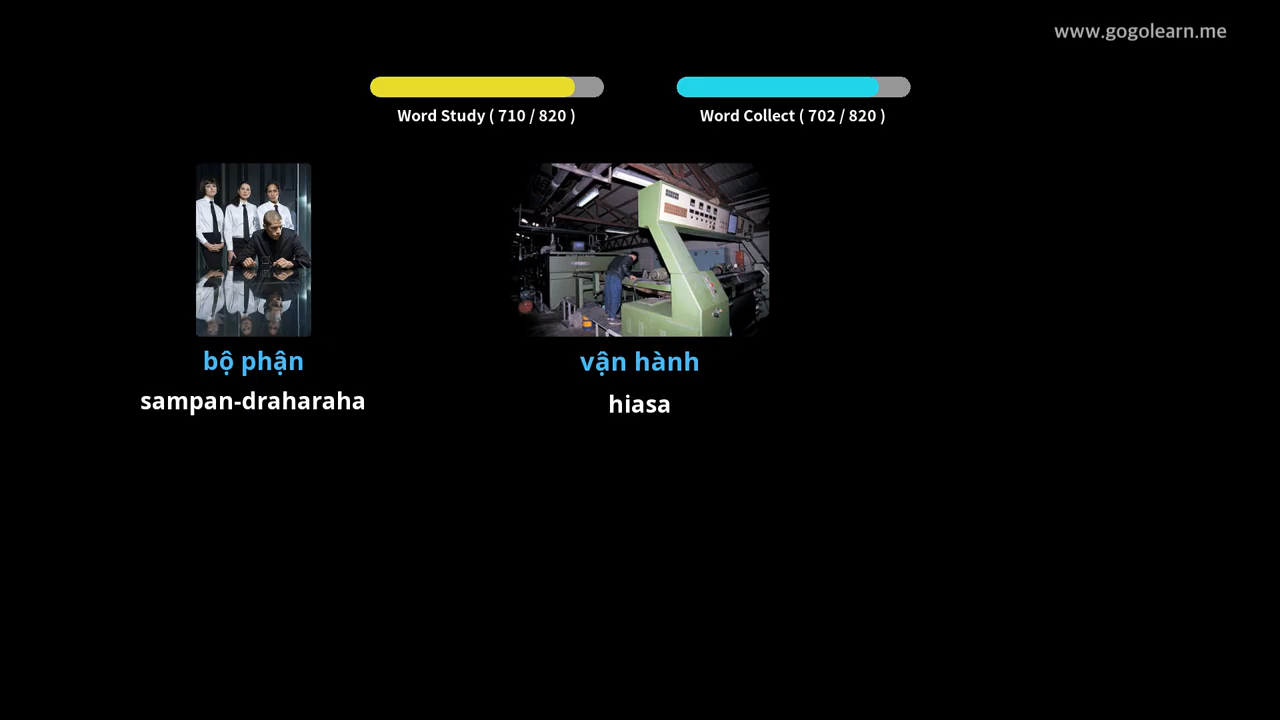 www.gogolearn.me
Word Study ( 710 / 820 )
Word Collect ( 702 / 820 )
bộ phận
sampan-draharaha
vận hành
hiasa